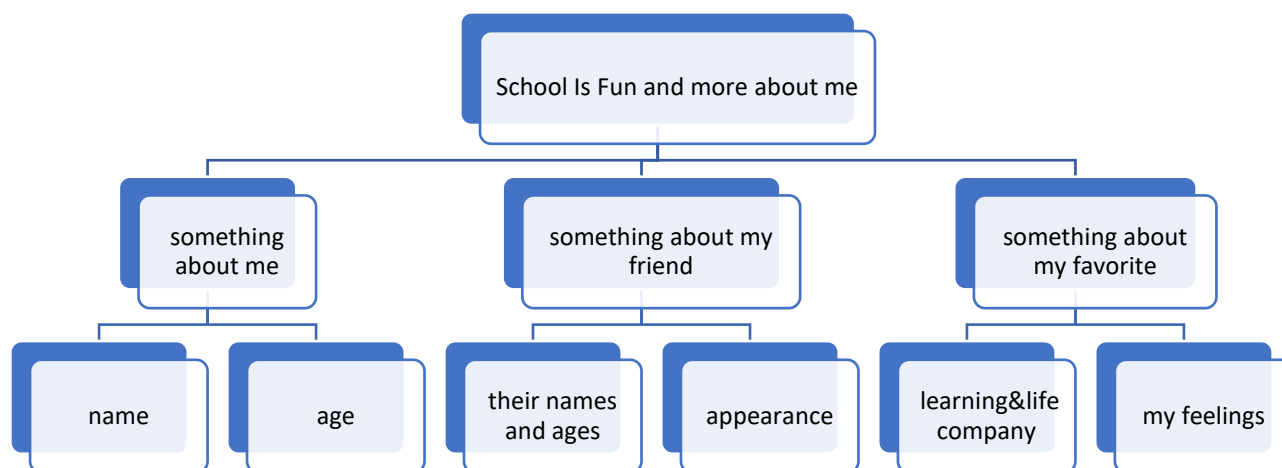 School Is Fun and more about me
something
about me
something about my
friend
something about
my favorite
name
age
their names
and ages
appearance
learning&life
company
my feelings